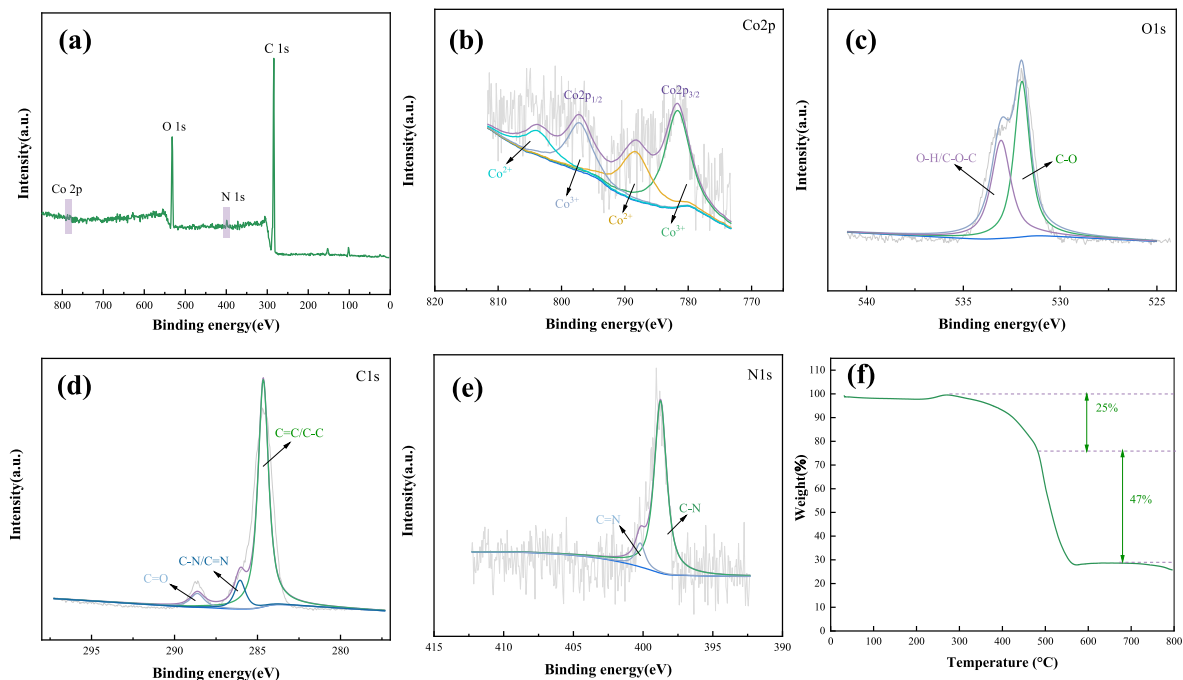 (a)
C 1s
O 1s
Co 2p
N 1s
Intensity(a.u.)
800 700 600 500 400 300 200 100 0
Binding energy(eV)
(b)
Co2p
Co2p1/2
Co2p3/2
Co2+
Co3+
Co2+
Co3+
Intensity(a.u.)
820 810 800 790 780 770
Binding energy(eV)
(c)
O1s
O-H/C-O-C
C-O
Intensity(a.u.)
540 535 530 525
Binding energy(eV)
(d)
C1s
C=C/C-C
C-N/C=N
C=O
Intensity(a.u.)
295 290 285 280
Binding energy(eV)
(e)
N1s
C=N
C-N
Intensity(a.u.)
415 410 405 400 395 390
Binding energy(eV)
(f)
110
100
90
80
70
60
50
40
30
20
10
0
25%
47%
Weight(%)
0 100 200 300 400 500 600 700 800
Temperature (°C)